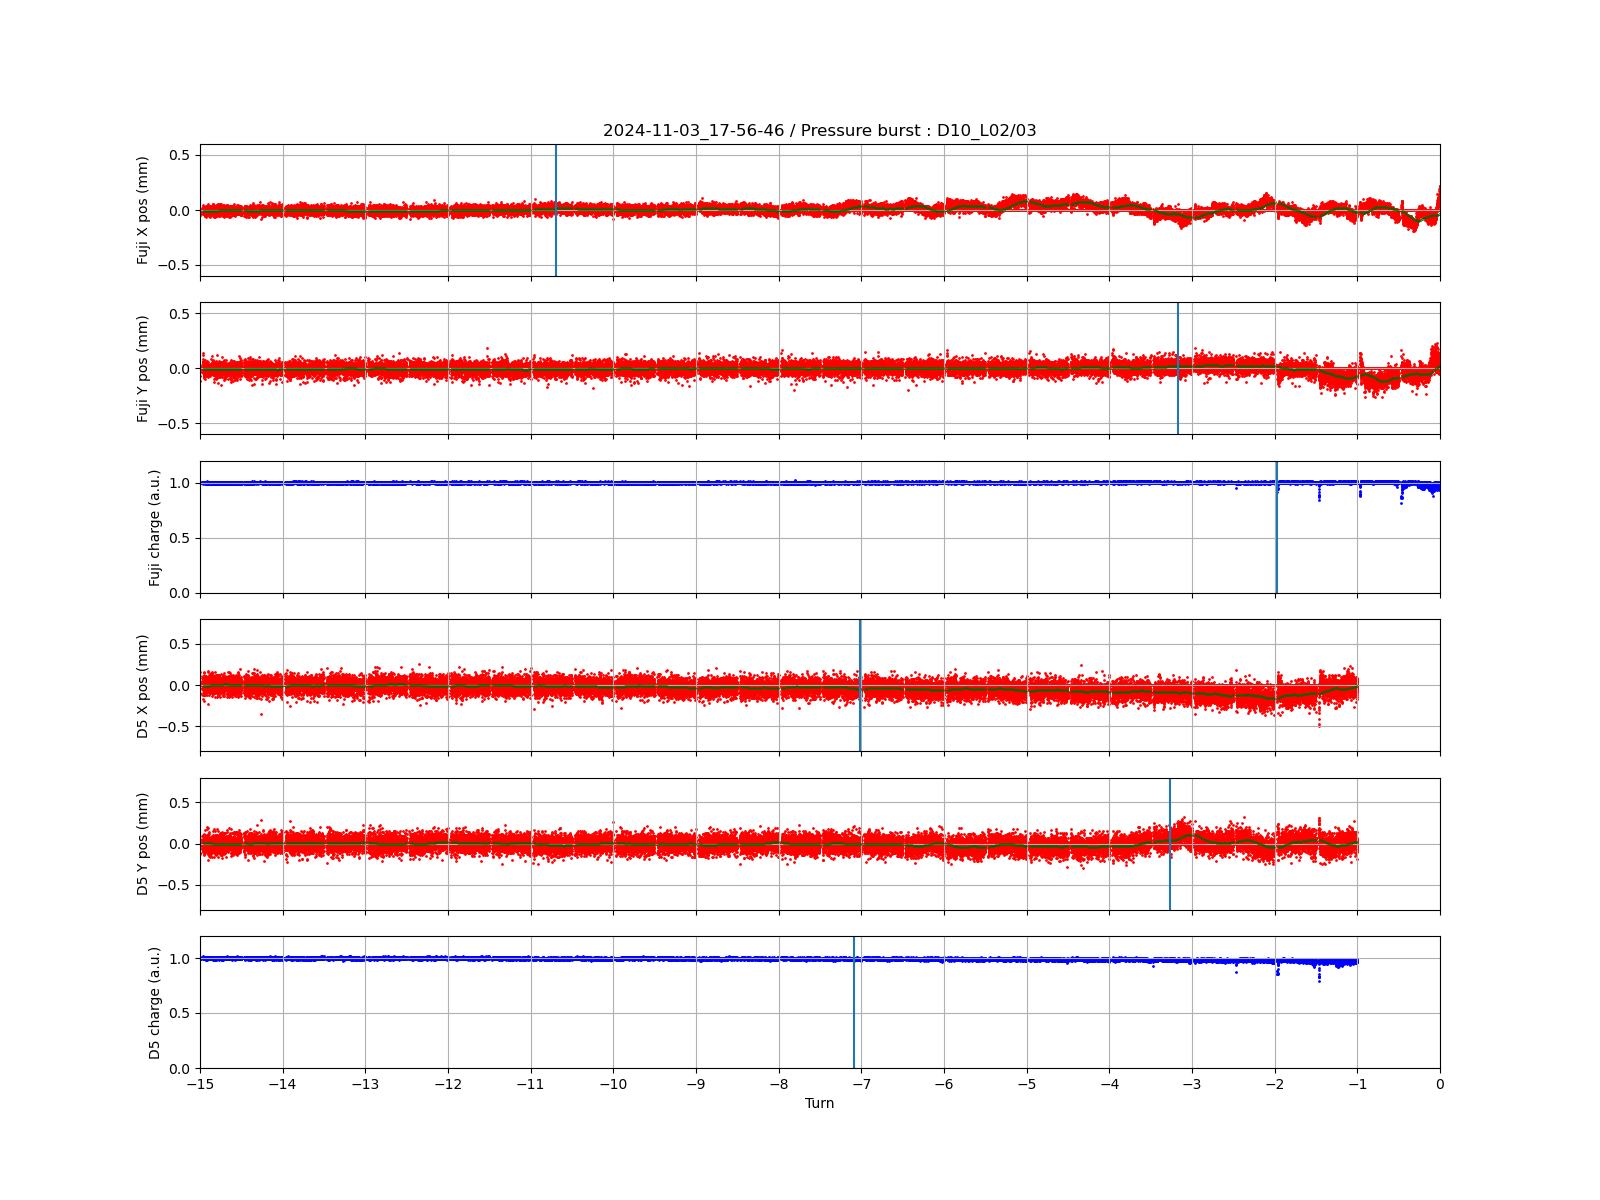 2024-11-03_17-56-46 / Pressure burst : D10_L02/03
Fuji X pos (mm)
0.5
0.0
−0.5
Fuji Y pos (mm)
0.5
0.0
−0.5
Fuji charge (a.u.)
1.0
0.5
0.0
D5 X pos (mm)
0.5
0.0
−0.5
D5 Y pos (mm)
0.5
0.0
−0.5
D5 charge (a.u.)
1.0
0.5
0.0
−15 −14 −13 −12 −11 −10 −9 −8 −7 −6 −5 −4 −3 −2 −1 0
Turn